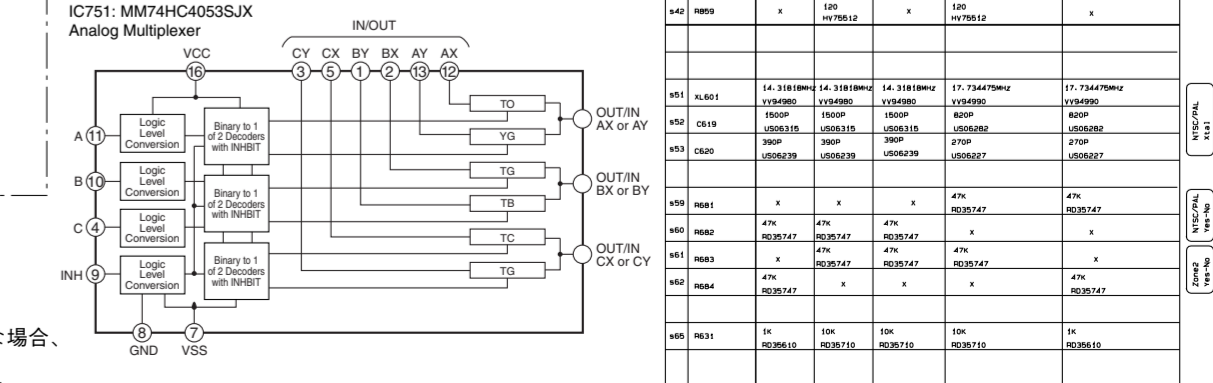 IC751: MM74HC4053SJX
Analog Multiplexer
IN/OUT
VCC CY CX BY BX AY AX
16 3 5 1 2 13 12
TO
OUT/IN
AX or AY
A 11
Logic
Level
Conversion
Binary to 1
of 2 Decoders
with INHBIT
YG
TG
OUT/IN
BX or BY
B 10
Logic
Level
Conversion
Binary to 1
of 2 Decoders
with INHBIT
TB
C 4
Logic
Level
Conversion
TC
OUT/IN
CX or CY
INH 9
Logic
Level
Conversion
Binary to 1
of 2 Decoders
with INHBIT
TG
8 7
GND VSS
場合、
s42 R859 x 120 x 120 x
HV75512 HV75512
s51 XL601 14.31818MHz 14.31818MHz 14.31818MHz 17.734475MHz 17.734475MHz
VV94980 VV94980 VV94980 VV94990 VV94990
s52 C619 1500P 1500P 1500P 820P 820P
US06315 US06315 US06315 US06282 US06282
s53 C620 390P 390P 390P 270P 270P
US06239 US06239 US06239 US06227 US06227
NTSC/PAL
Xtal
s59 R681 x x x 47K 47K
RD35747 RD35747
s60 R682 47K 47K 47K x x
RD35747 RD35747 RD35747
NTSC/PAL
Yes-No
s61 R683 x 47K 47K 47K x
RD35747 RD35747 RD35747
s62 R684 47K x x x 47K
RD35747 RD35747
Zone2
Yes-No
s65 R631 1K 10K 10K 10K 1K
RD35610 RD35710 RD35710 RD35710 RD35610